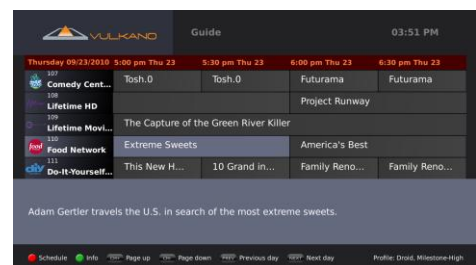 VULKANO Guide 03:51 PM
Thursday 09/23/2010 5:00 pm Thu 23 5:30 pm Thu 23 6:00 pm Thu 23 6:30 pm Thu 23
107
Comedy Cent... Tosh.0 Tosh.0 Futurama Futurama
108
Lifetime HD Project Runway
109
Lifetime Movi... The Capture of the Green River Killer
110
food Food Network Extreme Sweets America's Best
111
diy Do-It-Yourself... This New H... 10 Grand in... Family Reno... Family Reno...
Adam Gertler travels the U.S. in search of the most extreme sweets.
Schedule Info Page up Page down Previous day Next day Profile: Droid, Milestone-High